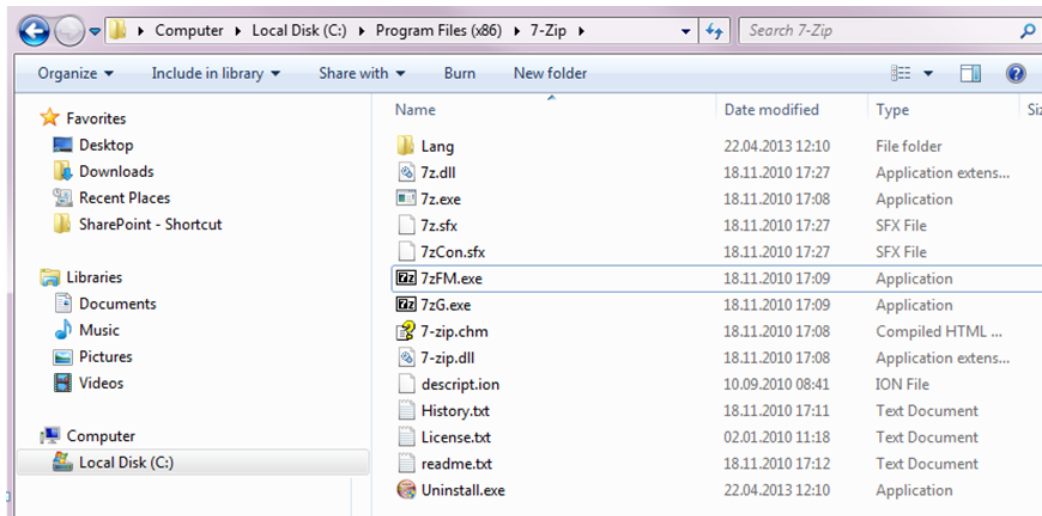 Computer Local Disk (C:) Program Files (x86) 7-Zip Search 7-Zip
Organize Include in library Share with Burn New folder
Favorites
Desktop
Downloads
Recent Places
SharePoint - Shortcut
Libraries
Documents
Music
Pictures
Videos
Computer
Local Disk (C:)
Name Date modified Type Siz
Lang 22.04.2013 12:10 File folder
7z.dll 18.11.2010 17:27 Application extens...
7z.exe 18.11.2010 17:08 Application
7z.sfx 18.11.2010 17:27 SFX File
7zCon.sfx 18.11.2010 17:27 SFX File
7zFM.exe 18.11.2010 17:09 Application
7zG.exe 18.11.2010 17:09 Application
7-zip.chm 18.11.2010 17:08 Compiled HTML ...
7-zip.dll 18.11.2010 17:08 Application extens...
descript.ion 10.09.2010 08:41 ION File
History.txt 18.11.2010 17:11 Text Document
License.txt 02.01.2010 11:18 Text Document
readme.txt 18.11.2010 17:12 Text Document
Uninstall.exe 22.04.2013 12:10 Application